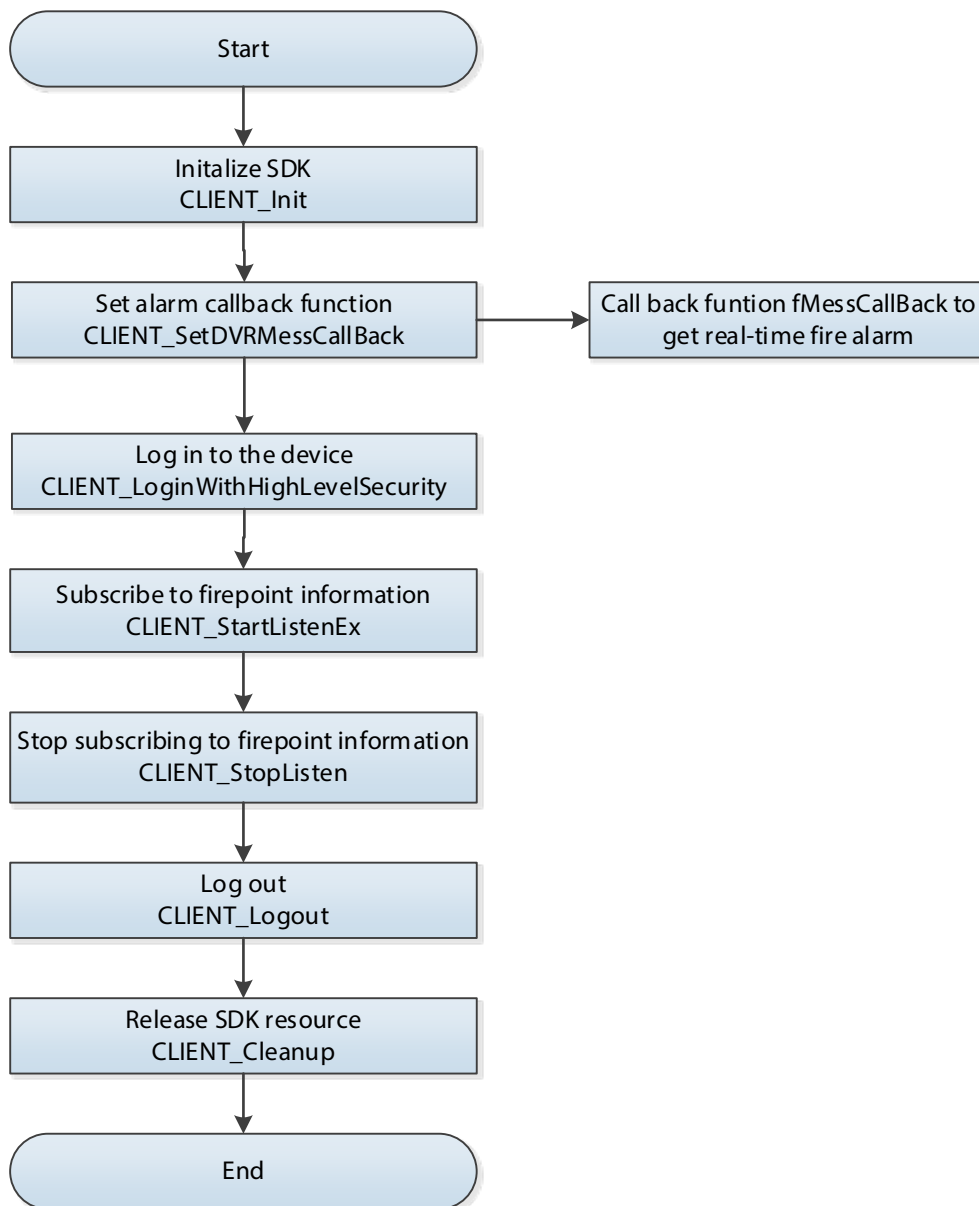 Start
Initalize SDK
CLIENT_Init
Set alarm callback function
CLIENT_SetDVRMessCallBack
Call back funtion fMessCallBack to
get real-time fire alarm
Log in to the device
CLIENT_LoginWithHighLevelSecurity
Subscribe to firepoint information
CLIENT_StartListenEx
Stop subscribing to firepoint information
CLIENT_StopListen
Log out
CLIENT_Logout
Release SDK resource
CLIENT_Cleanup
End